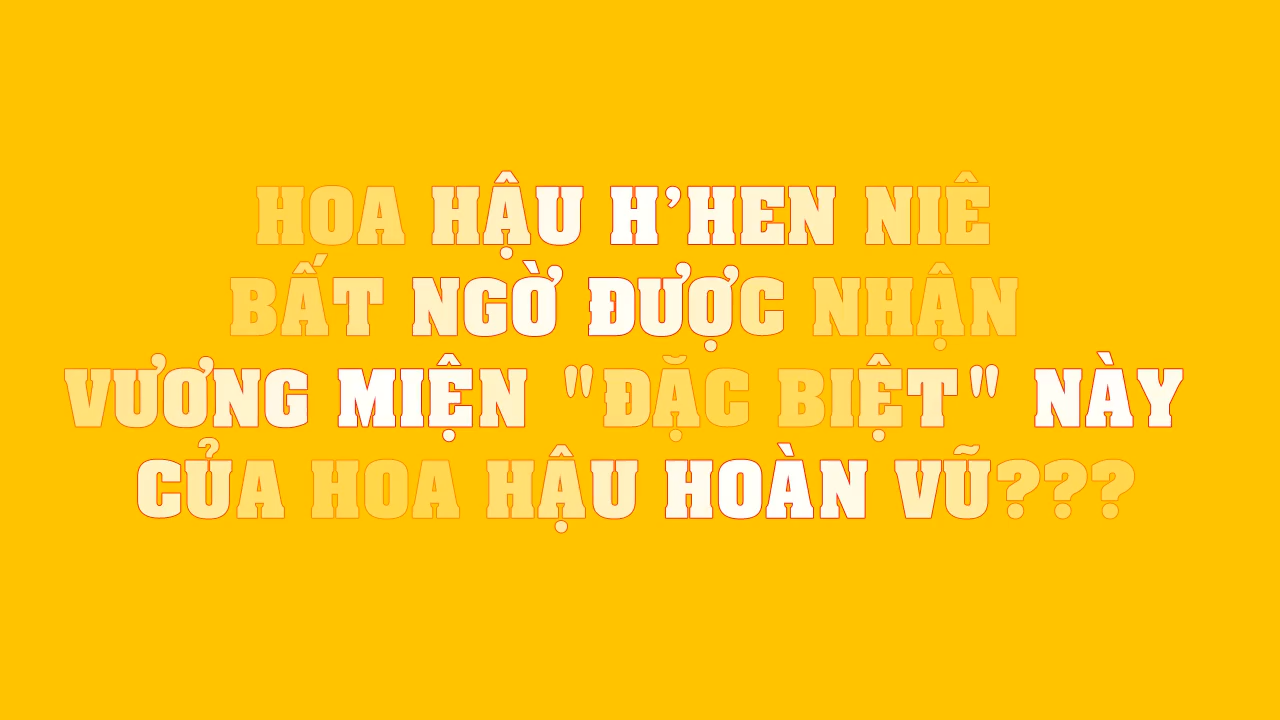 HOA HẬU H’HEN NIÊ
BẤT NGỜ ĐƯỢC NHẬN
VƯƠNG MIỆN "ĐẶC BIỆT" NÀY
CỦA HOA HẬU HOÀN VŨ???